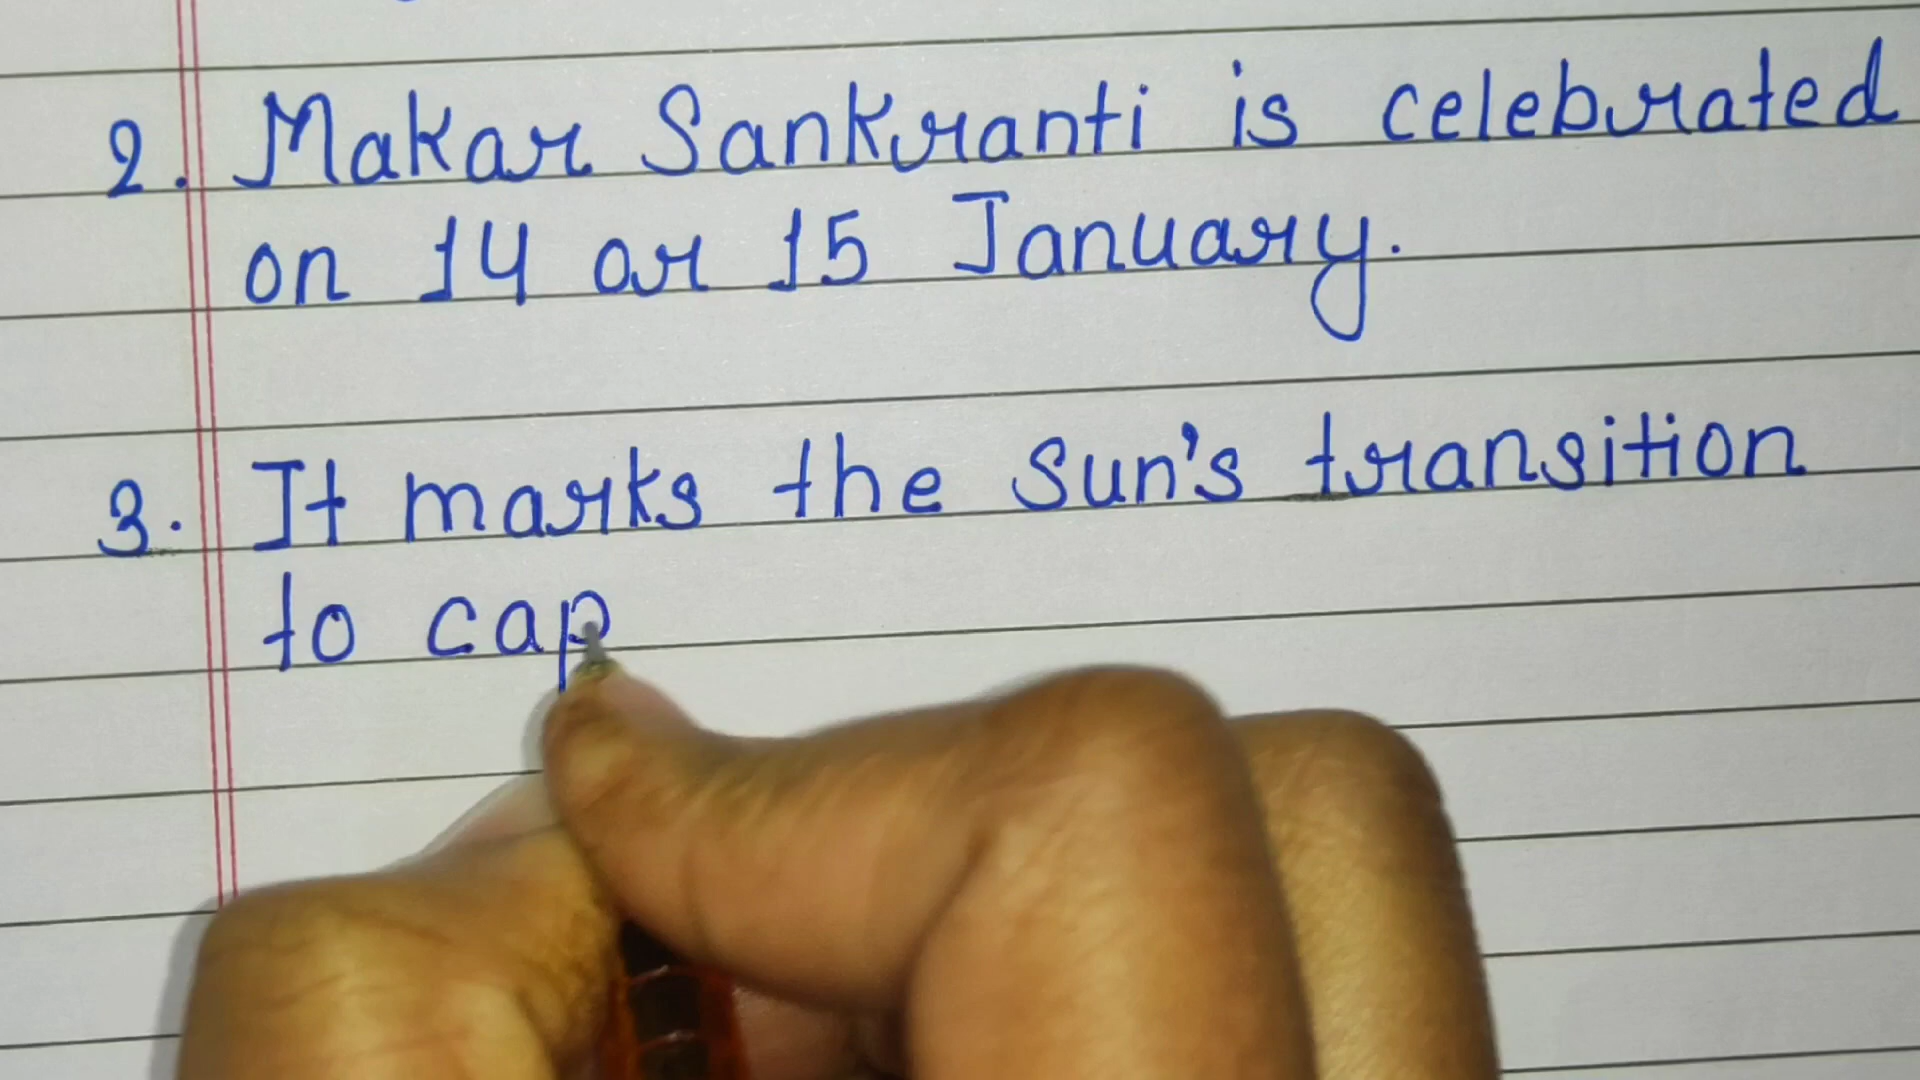 2. Makar Sankranti is celebrated
on 14 or 15 January.
3. It marks the Sun's transition
to cap